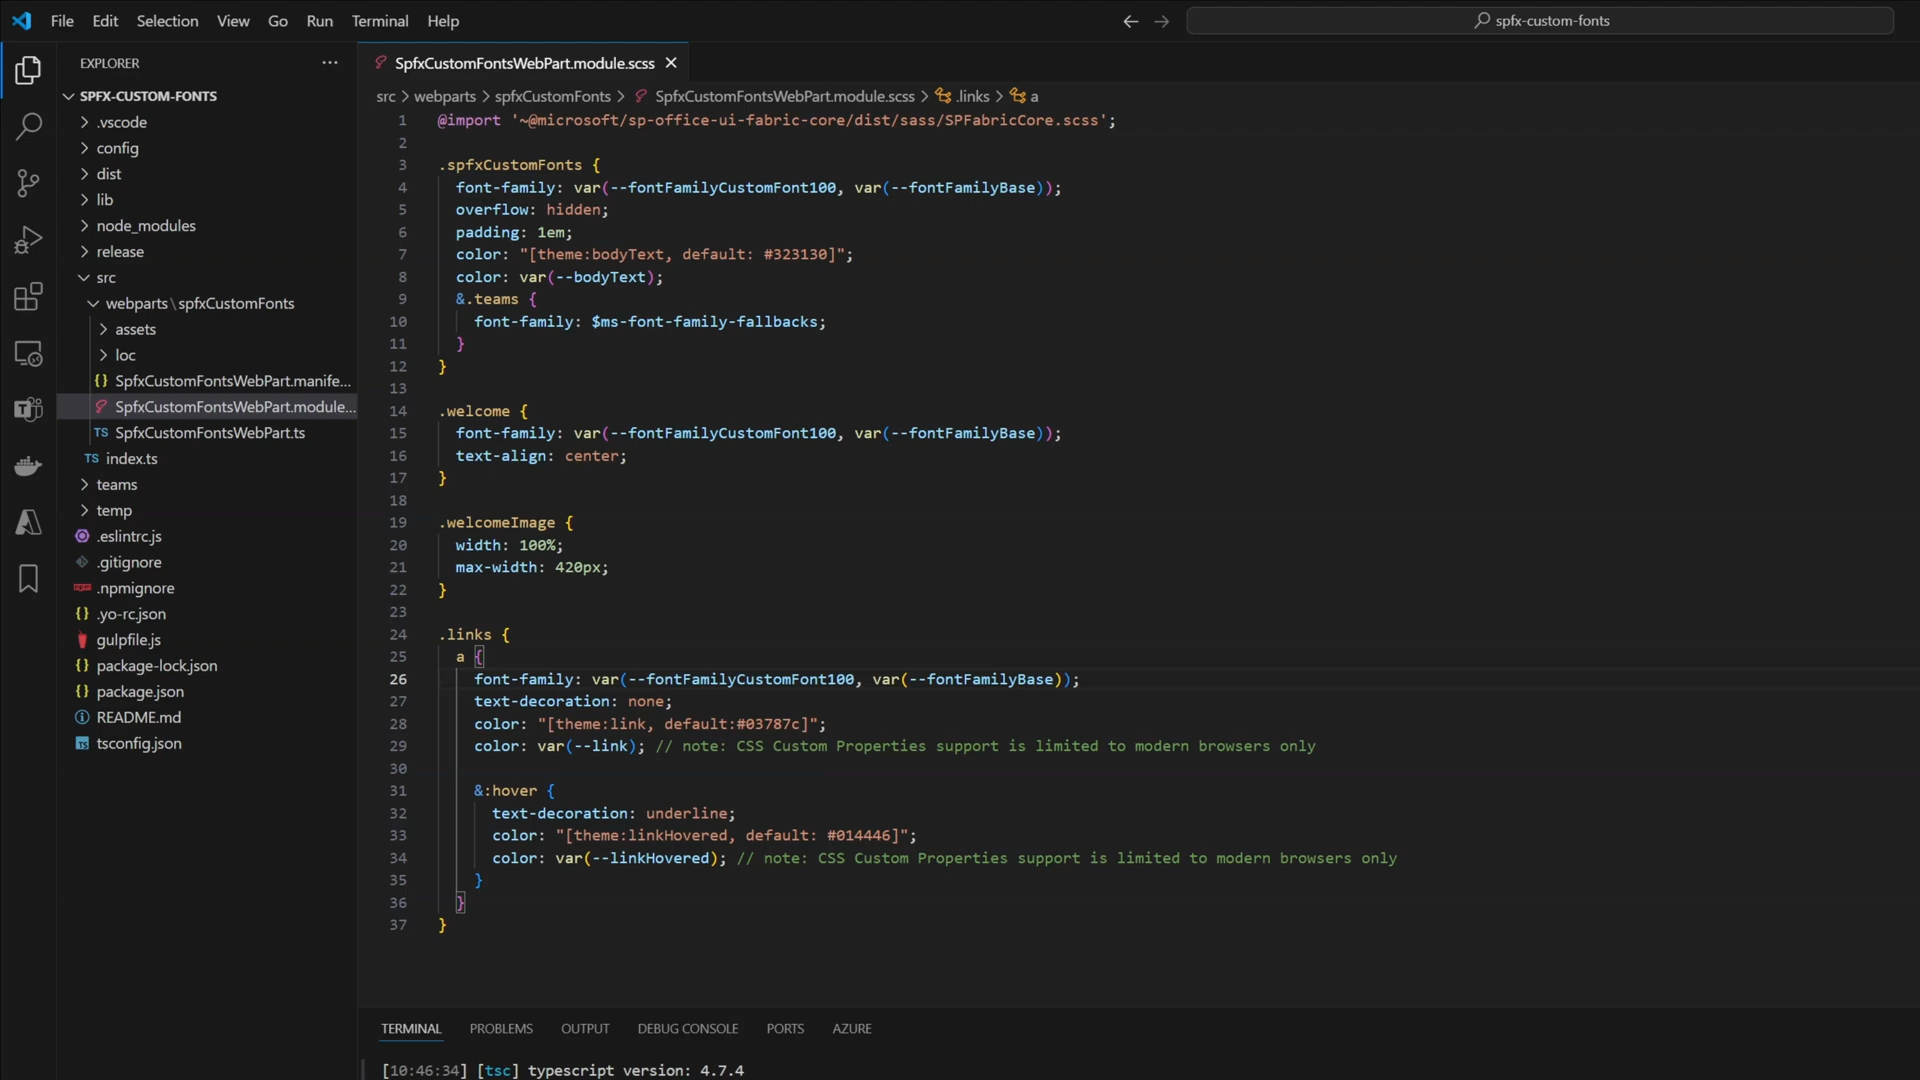 File Edit Selection View Go Run Terminal Help
spfx-custom-fonts
EXPLORER
SPFX-CUSTOM-FONTS
.vscode
config
dist
lib
node_modules
release
src
webparts\spfxCustomFonts
assets
loc
SpfxCustomFontsWebPart.manife...
SpfxCustomFontsWebPart.module...
SpfxCustomFontsWebPart.ts
index.ts
teams
temp
.eslintrc.js
.gitignore
.npmignore
.yo-rc.json
gulpfile.js
package-lock.json
package.json
README.md
tsconfig.json
SpfxCustomFontsWebPart.module.scss
src > webparts > spfxCustomFonts > SpfxCustomFontsWebPart.module.scss > .links > a
1 @import '~@microsoft/sp-office-ui-fabric-core/dist/sass/SPFabricCore.scss';
2
3 .spfxCustomFonts {
4 font-family: var(--fontFamilyCustomFont100, var(--fontFamilyBase));
5 overflow: hidden;
6 padding: 1em;
7 color: "[theme:bodyText, default: #323130]";
8 color: var(--bodyText);
9 &.teams {
10 font-family: $ms-font-family-fallbacks;
11 }
12 }
13
14 .welcome {
15 font-family: var(--fontFamilyCustomFont100, var(--fontFamilyBase));
16 text-align: center;
17 }
18
19 .welcomeImage {
20 width: 100%;
21 max-width: 420px;
22 }
23
24 .links {
25 a {
26 font-family: var(--fontFamilyCustomFont100, var(--fontFamilyBase));
27 text-decoration: none;
28 color: "[theme:link, default:#03787c]";
29 color: var(--link); // note: CSS Custom Properties support is limited to modern browsers only
30
31 &:hover {
32 text-decoration: underline;
33 color: "[theme:linkHovered, default: #014446]";
34 color: var(--linkHovered); // note: CSS Custom Properties support is limited to modern browsers only
35 }
36 }
37 }
TERMINAL PROBLEMS OUTPUT DEBUG CONSOLE PORTS AZURE
[10:46:34] [tsc] typescript version: 4.7.4